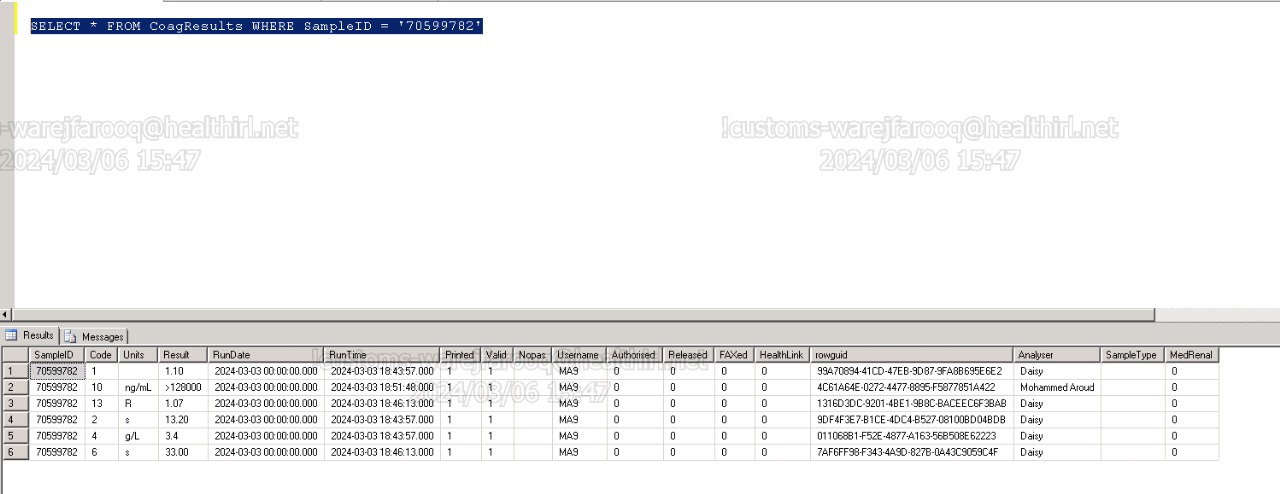 SELECT * FROM CoagResults WHERE SampleID = '70599782'
!customs-warejfarooq@healthirl.net
2024/03/06 15:47
!customs-warejfarooq@healthirl.net
2024/03/06 15:47
Results Messages
SampleID Code Units Result RunDate RunTime Printed Valid Nopas Username Authorised Released FAXed HealthLink rowguid Analyser SampleType MedRenal
1 70599782 1 1.10 2024-03-03 00:00:00.000 2024-03-03 18:43:57.000 1 1 MA9 0 0 0 0 99A70894-41CD-47EB-9D87-9FA8B695E6E2 Daisy 0
2 70599782 10 ng/mL >128000 2024-03-03 00:00:00.000 2024-03-03 18:51:48.000 1 1 MA9 0 0 0 0 4C61A64E-0272-4477-8895-F5877851A422 Mohammed Aroud 0
3 70599782 13 R 1.07 2024-03-03 00:00:00.000 2024-03-03 18:46:13.000 1 1 MA9 0 0 0 0 1316D3DC-9201-4BE1-9B8C-BACEEC6F3BAB Daisy 0
4 70599782 2 s 13.20 2024-03-03 00:00:00.000 2024-03-03 18:43:57.000 1 1 MA9 0 0 0 0 9DF4F3E7-B1CE-4DC4-B527-08100BD04BDB Daisy 0
5 70599782 4 g/L 3.4 2024-03-03 00:00:00.000 2024-03-03 18:43:57.000 1 1 MA9 0 0 0 0 011068B1-F52E-4877-A163-56B508E62223 Daisy 0
6 70599782 6 s 33.00 2024-03-03 00:00:00.000 2024-03-03 18:46:13.000 1 1 MA9 0 0 0 0 7AF6FF98-F343-4A9D-827B-0A43C9059C4F Daisy 0
!customs-warejfarooq@healthirl.net
2024/03/06 15:47